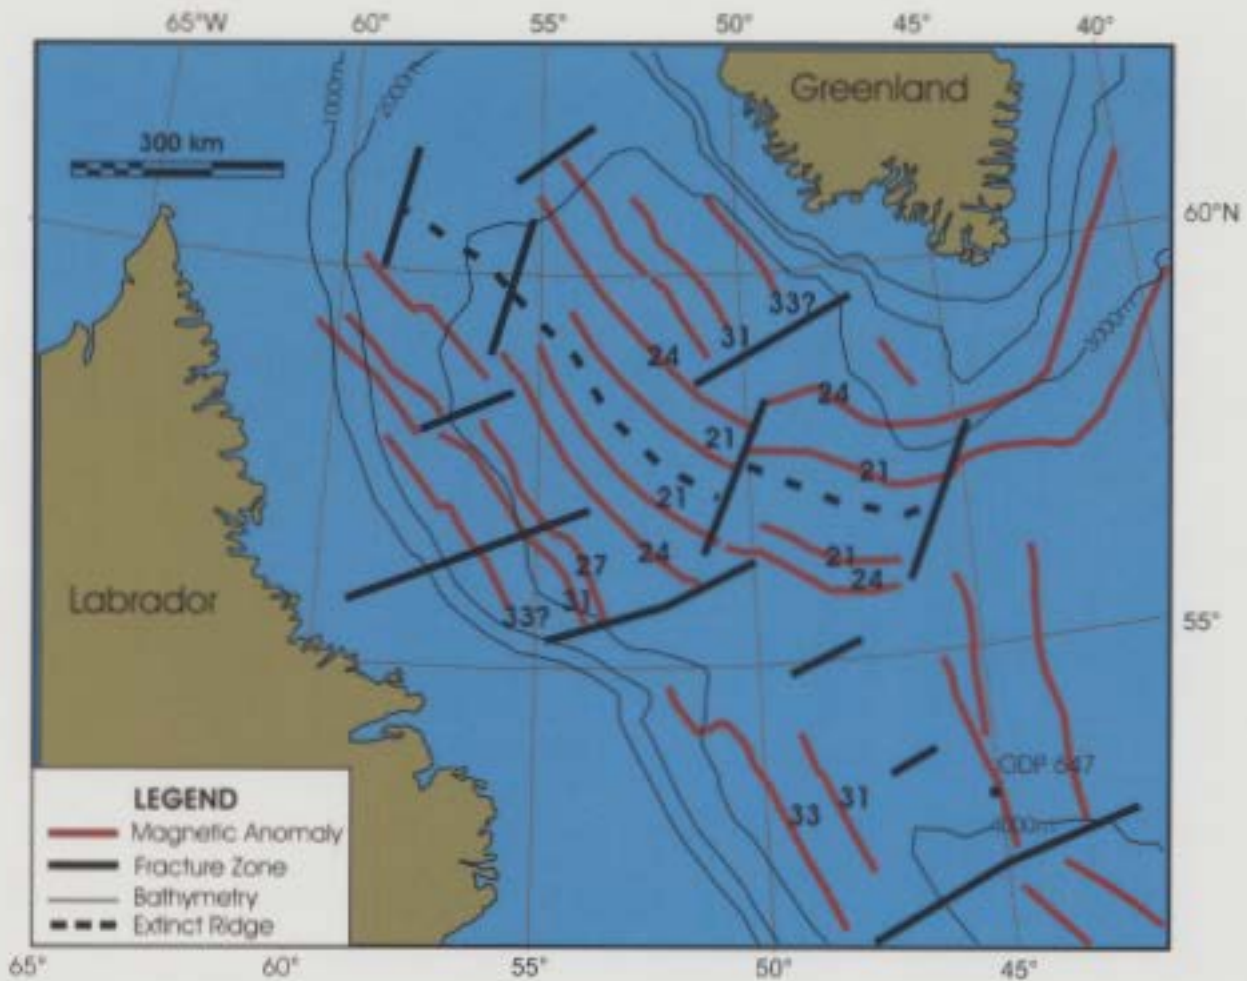 65°W 60° 55° 50° 45° 40°
Greenland
1000m
2000m
300 km
60°N
3000m
33?
31
24
24
21
21
21
24
21
24
27
31
33?
Labrador
55°
ODP 647
31
33
4000m
LEGEND
Magnetic Anomaly
Fracture Zone
Bathymetry
Extinct Ridge
65° 60° 55° 50° 45°